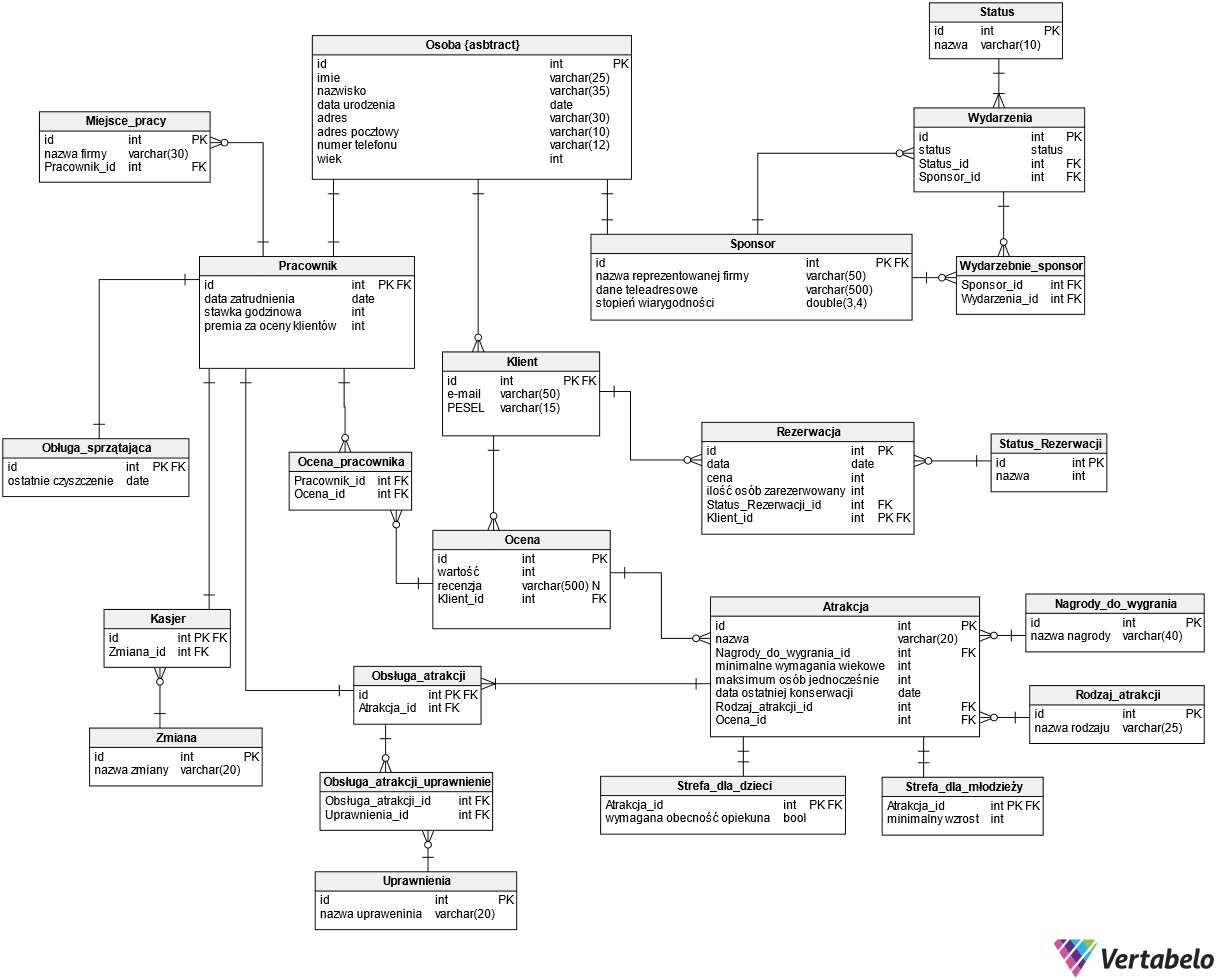 Status
id int PK
nazwa varchar(10)
Osoba {asbtract}
id int PK
imie varchar(25)
nazwisko varchar(35)
data urodzenia date
adres varchar(30)
adres pocztowy varchar(10)
numer telefonu varchar(12)
wiek int
Miejsce_pracy
id int PK
nazwa firmy varchar(30)
Pracownik_id int FK
Wydarzenia
id int PK
status status
Status_id int FK
Sponsor_id int FK
Sponsor
id int PK FK
nazwa reprezentowanej firmy varchar(50)
dane teleadresowe varchar(500)
stopień wiarygodności double(3,4)
Wydarzebnie_sponsor
Sponsor_id int FK
Wydarzenia_id int FK
Pracownik
id int PK FK
data zatrudnienia date
stawka godzinowa int
premia za oceny klientów int
Klient
id int PK FK
e-mail varchar(50)
PESEL varchar(15)
Obługa_sprzątająca
id int PK FK
ostatnie czyszczenie date
Ocena_pracownika
Pracownik_id int FK
Ocena_id int FK
Rezerwacja
id int PK
data date
cena int
ilość osób zarezerwowany int
Status_Rezerwacji_id int FK
Klient_id int PK FK
Status_Rezerwacji
id int PK
nazwa int
Ocena
id int PK
wartość int
recenzja varchar(500) N
Klient_id int FK
Kasjer
id int PK FK
Zmiana_id int FK
Atrakcja
id int PK
nazwa varchar(20)
Nagrody_do_wygrania_id int FK
minimalne wymagania wiekowe int
maksimum osób jednocześnie int
data ostatniej konserwacji date
Rodzaj_atrakcji_id int FK
Ocena_id int FK
Nagrody_do_wygrania
id int PK
nazwa nagrody varchar(40)
Obsługa_atrakcji
id int PK FK
Atrakcja_id int FK
Rodzaj_atrakcji
id int PK
nazwa rodzaju varchar(25)
Zmiana
id int PK
nazwa zmiany varchar(20)
Obsługa_atrakcji_uprawnienie
Obsługa_atrakcji_id int FK
Uprawnienia_id int FK
Strefa_dla_dzieci
Atrakcja_id int PK FK
wymagana obecność opiekuna bool
Strefa_dla_młodzieży
Atrakcja_id int PK FK
minimalny wzrost int
Uprawnienia
id int PK
nazwa upraweninia varchar(20)
Vertabelo